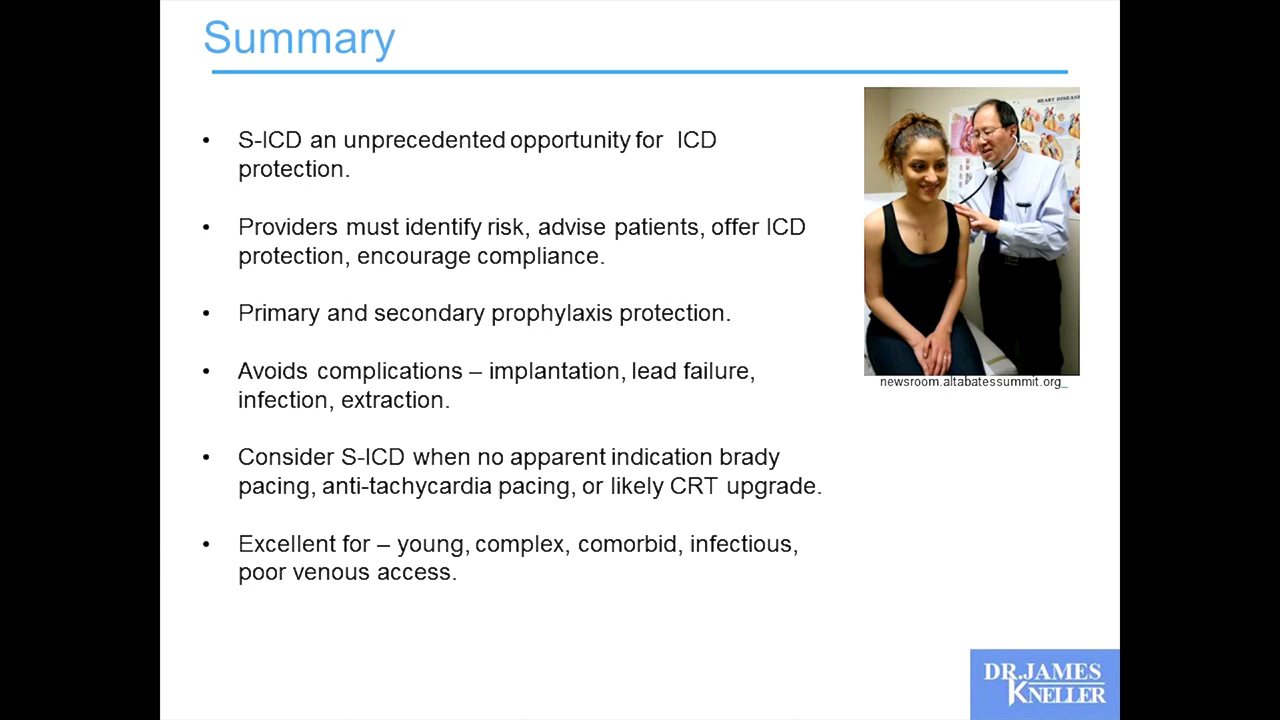 Summary
• S-ICD an unprecedented opportunity for ICD
protection.
• Providers must identify risk, advise patients, offer ICD
protection, encourage compliance.
• Primary and secondary prophylaxis protection.
• Avoids complications – implantation, lead failure,
infection, extraction.
• Consider S-ICD when no apparent indication brady
pacing, anti-tachycardia pacing, or likely CRT upgrade.
• Excellent for – young, complex, comorbid, infectious,
poor venous access.
HEART DISEASE
newsroom.altabatessummit.org_
DR. JAMES
KNELLER